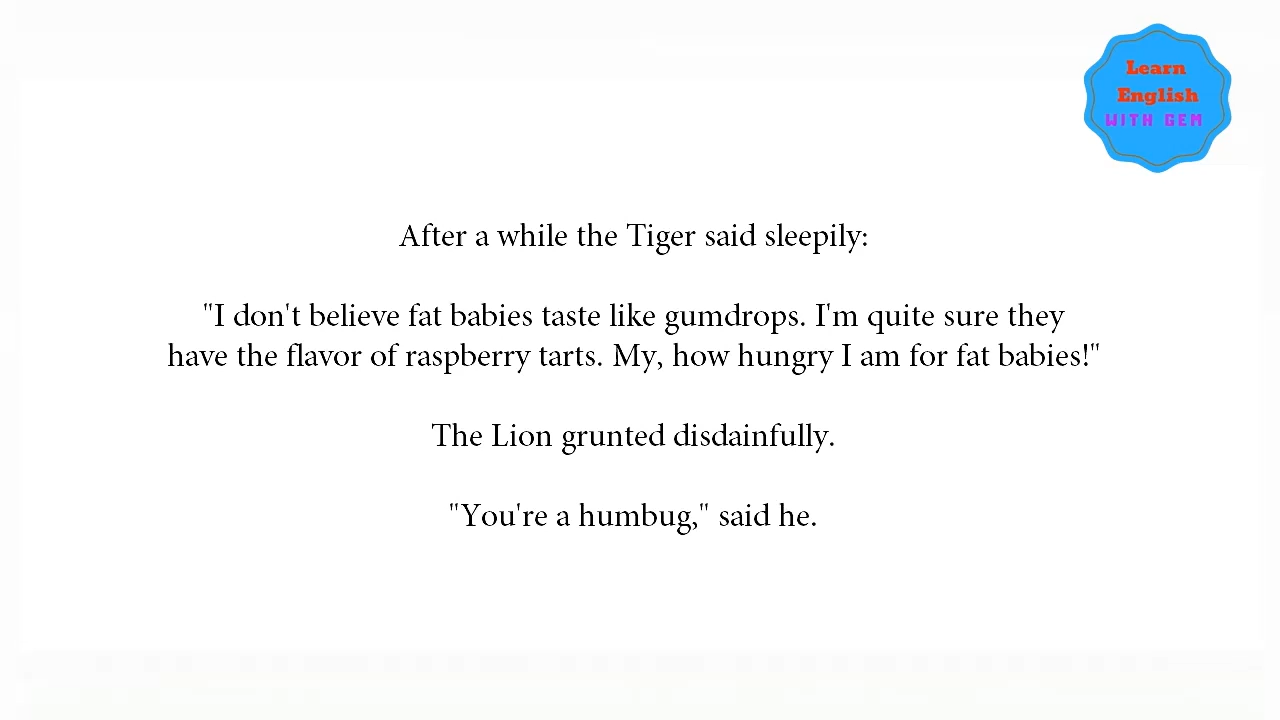 Learn
English
WITH GEM
After a while the Tiger said sleepily:
"I don't believe fat babies taste like gumdrops. I'm quite sure they
have the flavor of raspberry tarts. My, how hungry I am for fat babies!"
The Lion grunted disdainfully.
"You're a humbug," said he.